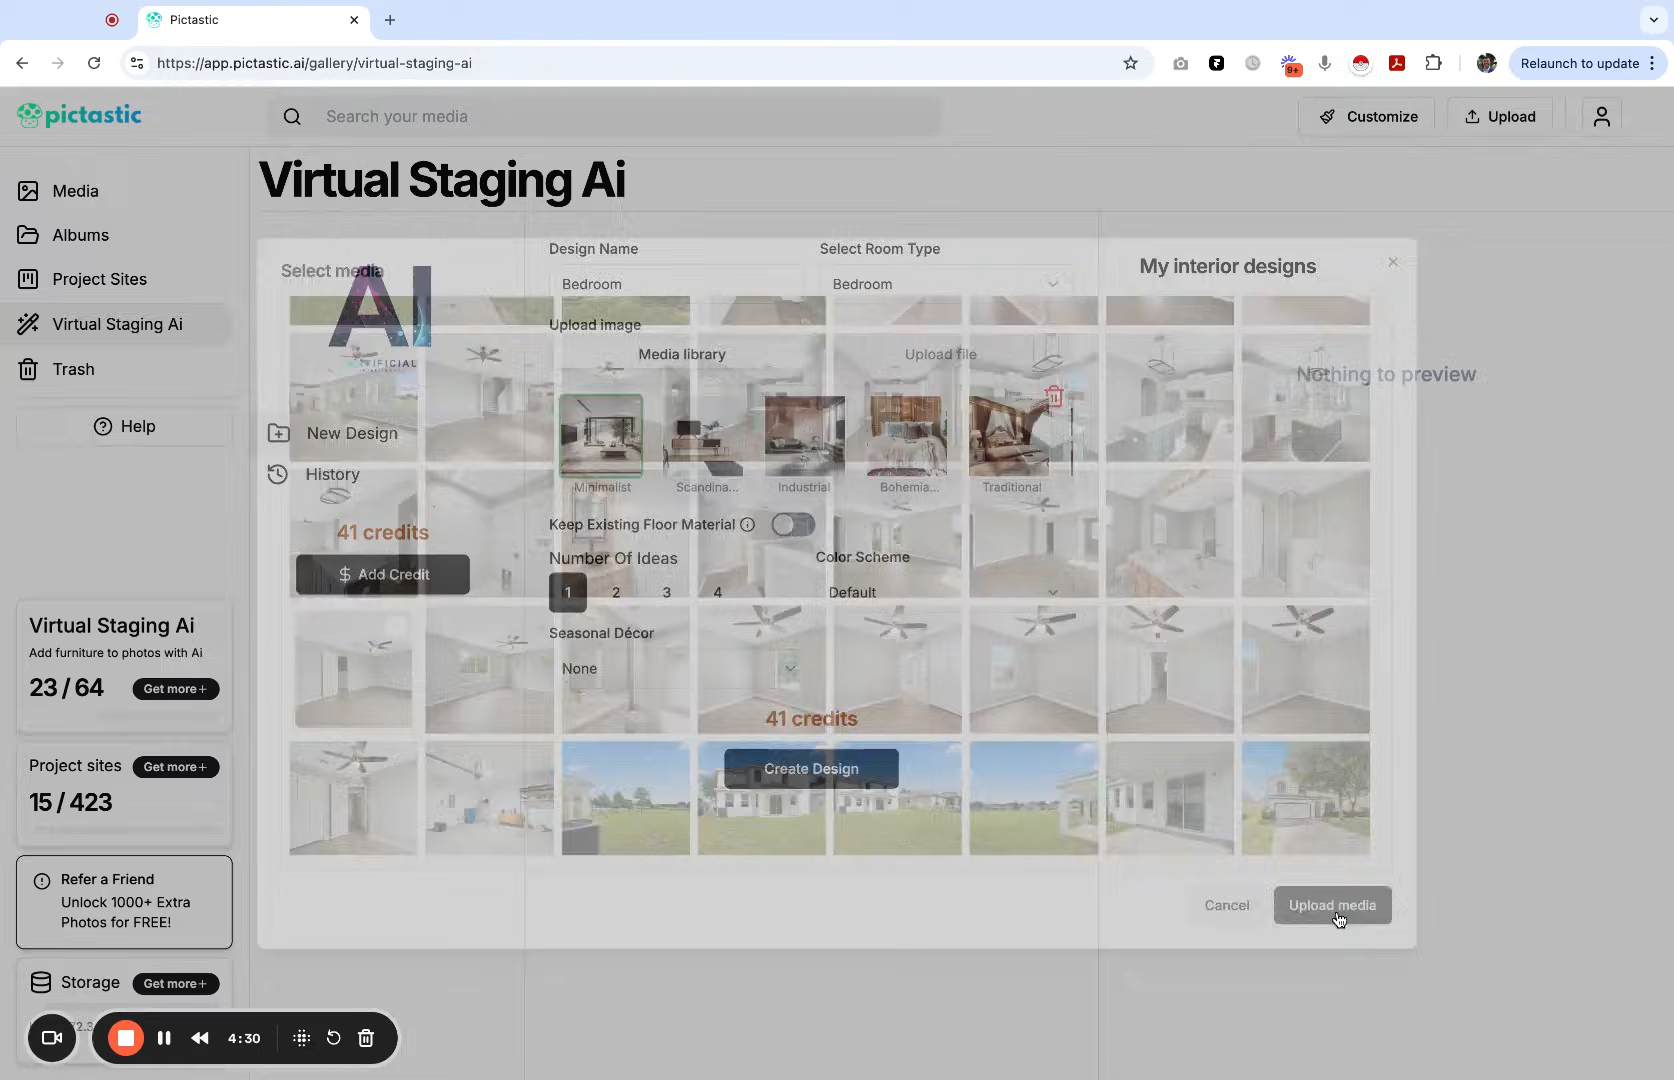 Pictastic
https://app.pictastic.ai/gallery/virtual-staging-ai
9+
Relaunch to update
pictastic
Search your media
Customize
Upload
Media
Albums
Project Sites
Virtual Staging Ai
Trash
Help
Virtual Staging Ai
Add furniture to photos with Ai
23 / 64
Get more+
Project sites
Get more+
15 / 423
Refer a Friend
Unlock 1000+ Extra
Photos for FREE!
Storage
Get more+
4:30
Virtual Staging Ai
Select media
AI
New Design
History
41 credits
$ Add Credit
Design Name
Select Room Type
Bedroom
Bedroom
Upload image
Media library
Upload file
Minimalist
Scandina...
Industrial
Bohemia...
Traditional
Keep Existing Floor Material
Number Of Ideas
Color Scheme
1
2
3
4
Default
Seasonal Décor
None
41 credits
Create Design
My interior designs
Nothing to preview
Cancel
Upload media